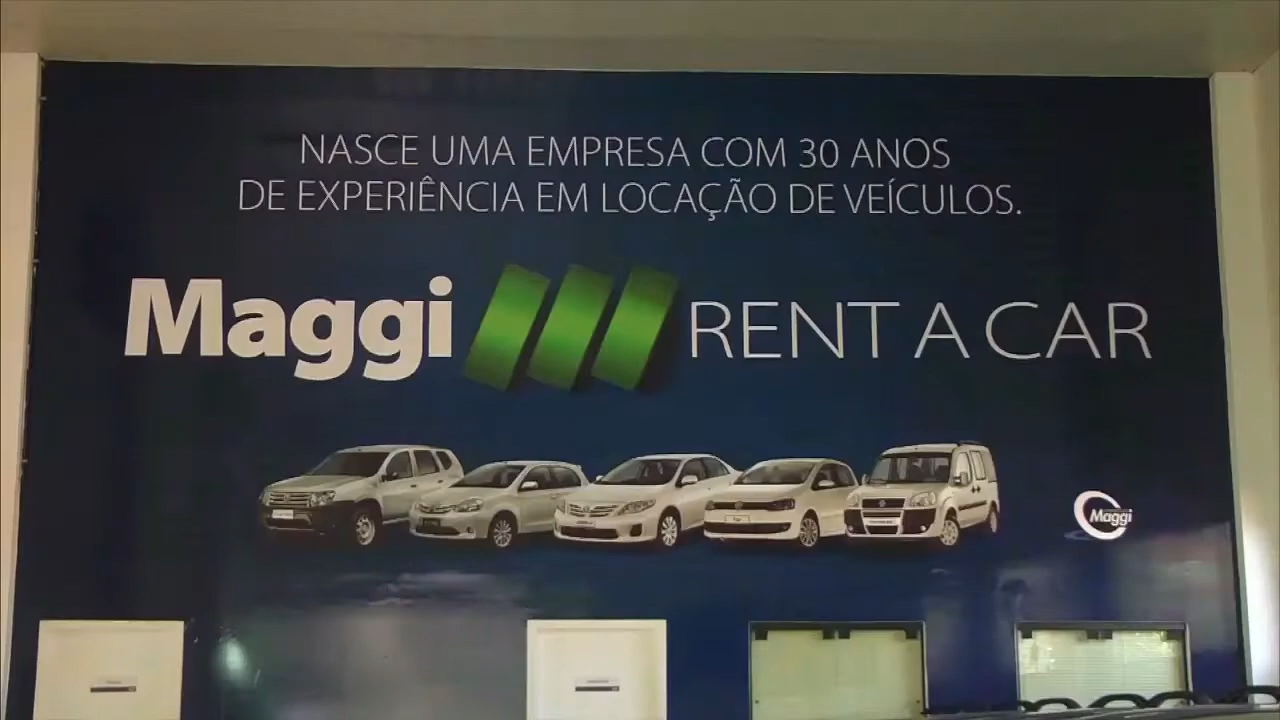 NASCE UMA EMPRESA COM 30 ANOS
DE EXPERIÊNCIA EM LOCAÇÃO DE VEÍCULOS.
Maggi RENT A CAR
Maggi